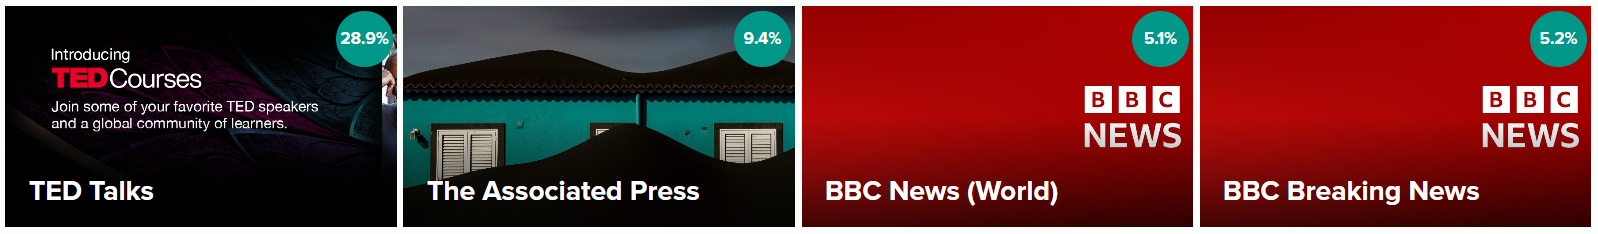 28.9%
Introducing
TED Courses
Join some of your favorite TED speakers
and a global community of learners.
TED Talks
9.4%
The Associated Press
5.1%
BBC
NEWS
BBC News (World)
5.2%
BBC
NEWS
BBC Breaking News